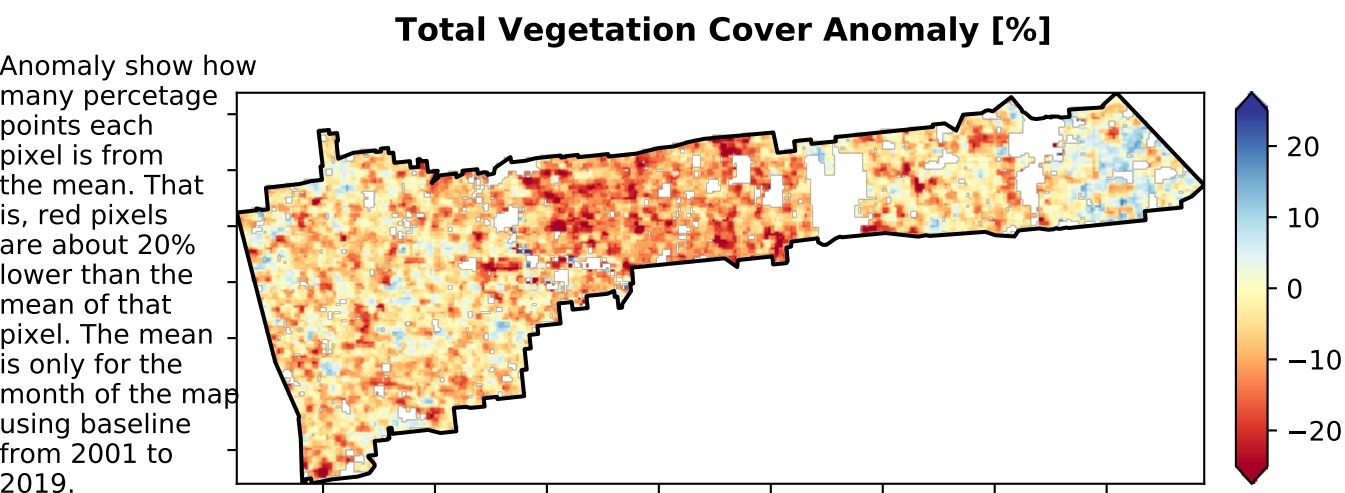 Total Vegetation Cover Anomaly [%]
Anomaly show how
many percetage
points each
pixel is from
the mean. That
is, red pixels
are about 20%
lower than the
mean of that
pixel. The mean
is only for the
month of the map
using baseline
from 2001 to
2019.
20
10
0
−10
−20